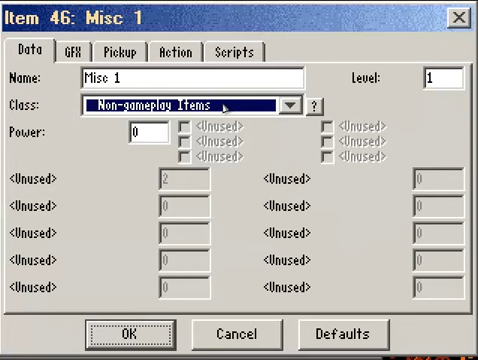 Item 46: Misc 1
Data GFX Pickup Action Scripts
Name: Misc 1 Level: 1
Class: Non-gameplay Items ?
Power: 0 <Unused> <Unused>
<Unused> <Unused>
<Unused> <Unused>
<Unused> 2 <Unused> 0
<Unused> 0 <Unused> 0
<Unused> 0 <Unused> 0
<Unused> 0 <Unused> 0
<Unused> 0 <Unused> 0
OK Cancel Defaults